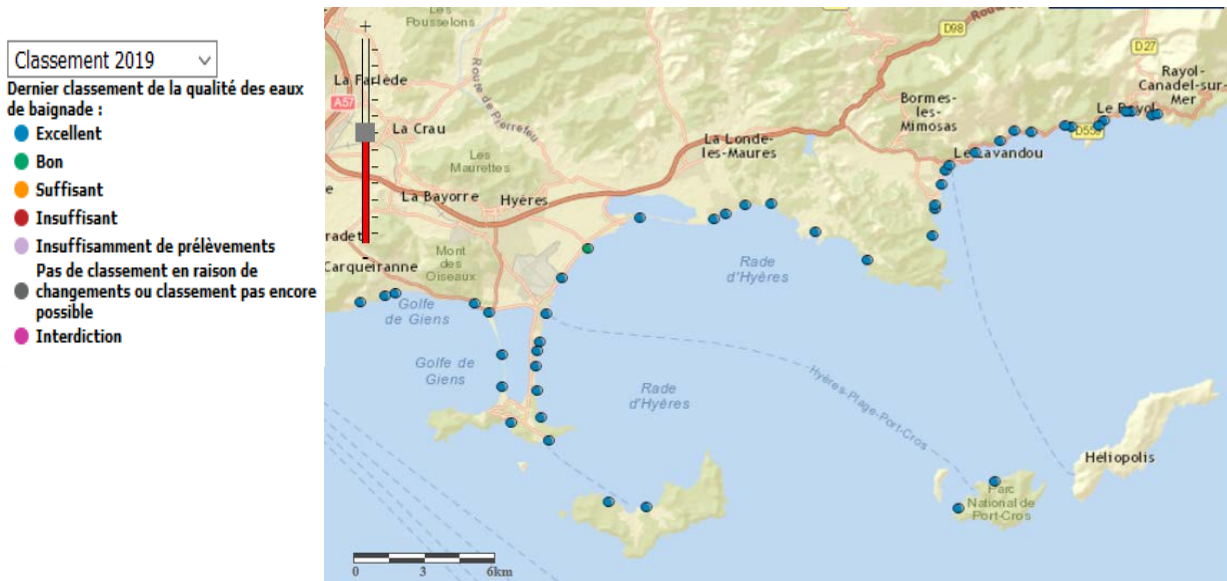 Classement 2019
Dernier classement de la qualité des eaux
de baignade :
Excellent
Bon
Suffisant
Insuffisant
Insuffisamment de prélèvements
Pas de classement en raison de
changements ou classement pas encore
possible
Interdiction
Les
Pousselons
D98
D27
La Farlède
A57
Route de Pierrefeu
La Crau
Les
Maurettes
La Bayorre
Hyères
La Londe-
les-Maures
Bormes-
les-
Mimosas
Rayol-
Canadel-sur-
Mer
Le Rayol
D559
Le Lavandou
radet
Carqueiranne
Mont
des
Oiseaux
Golfe
de Giens
Golfe de
Giens
Rade
d'Hyères
Rade
d'Hyères
Hyères-Plage-Port-Cros
Héliopolis
Parc
National de
Port-Cros
0 3 6km